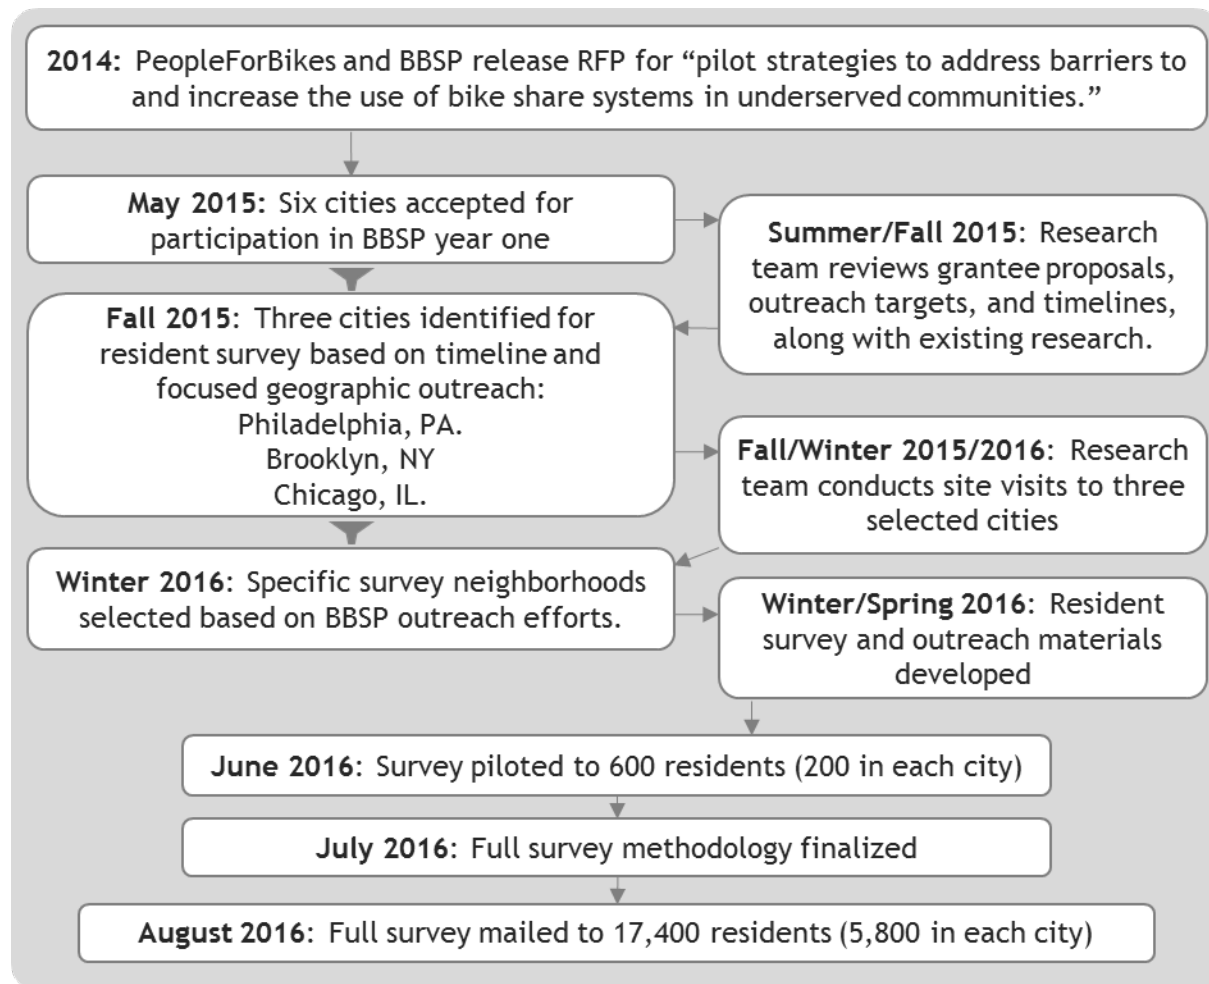 2014: PeopleForBikes and BBSP release RFP for “pilot strategies to address barriers to
and increase the use of bike share systems in underserved communities.”
May 2015: Six cities accepted for
participation in BBSP year one
Summer/Fall 2015: Research
team reviews grantee proposals,
outreach targets, and timelines,
along with existing research.
Fall 2015: Three cities identified for
resident survey based on timeline and
focused geographic outreach:
Philadelphia, PA.
Brooklyn, NY
Chicago, IL.
Fall/Winter 2015/2016: Research
team conducts site visits to three
selected cities
Winter 2016: Specific survey neighborhoods
selected based on BBSP outreach efforts.
Winter/Spring 2016: Resident
survey and outreach materials
developed
June 2016: Survey piloted to 600 residents (200 in each city)
July 2016: Full survey methodology finalized
August 2016: Full survey mailed to 17,400 residents (5,800 in each city)